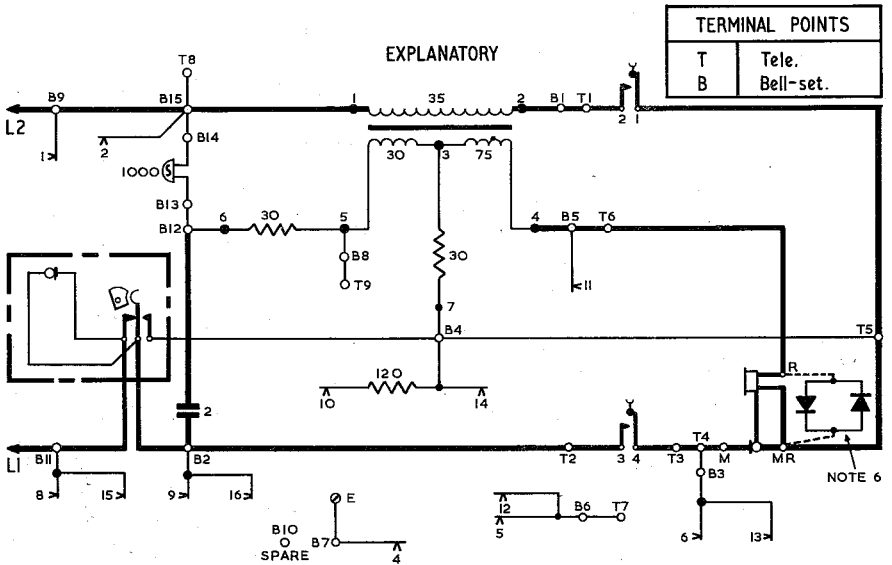 EXPLANATORY
TERMINAL POINTS
T Tele.
B Bell-set.
T8
B9 B15 1 35 2 B1 T1 2 1
L2
1 2 B14
30 3 75
1000
B13
B12 6 30 5 4 B5 T6
B8 30
T9 11
7
B4 T5
120 R
10 14
2
L1 B11 B2 T2 3 4 T3 T4 M MR
B3 NOTE 6
8 15 9 16
E 12
B10 B6 T7
5 6 13
SPARE B7 4